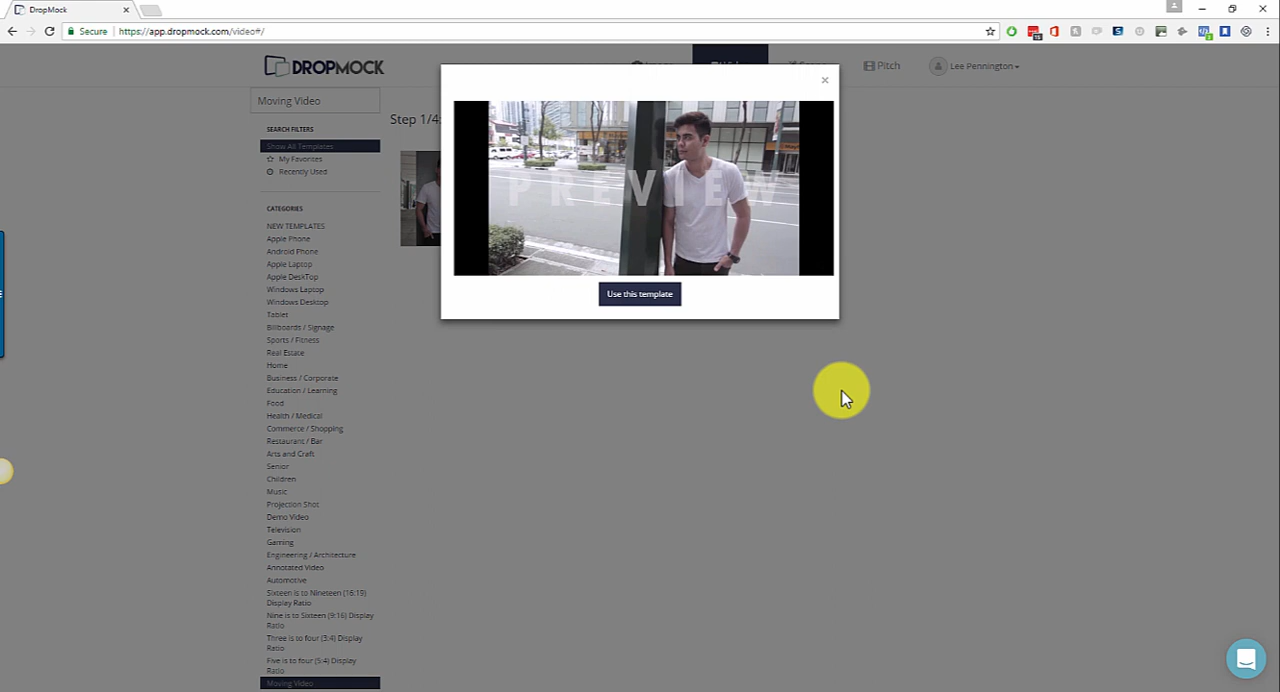 DropMock
Secure
https://app.dropmock.com/video#/
DROPMOCK
Pitch
Lee Pennington
Moving Video
Step 1/4:
SEARCH FILTERS
Show All Templates
My Favorites
Recently Used
CATEGORIES
NEW TEMPLATES
Apple Phone
Android Phone
Apple Laptop
Apple DeskTop
Windows Laptop
Windows Desktop
Tablet
Billboards / Signage
Sports / Fitness
Real Estate
Home
Business / Corporate
Education / Learning
Food
Health / Medical
Commerce / Shopping
Restaurant / Bar
Arts and Craft
Senior
Children
Music
Projection Shot
Demo Video
Television
Gaming
Engineering / Architecture
Annotated Video
Automotive
Sixteen is to Nineteen (16:19)
Display Ratio
Nine is to Sixteen (9:16) Display
Ratio
Three is to four (3:4) Display
Ratio
Five is to four (5:4) Display
Ratio
Moving Video
×
PREVIEW
Use this template